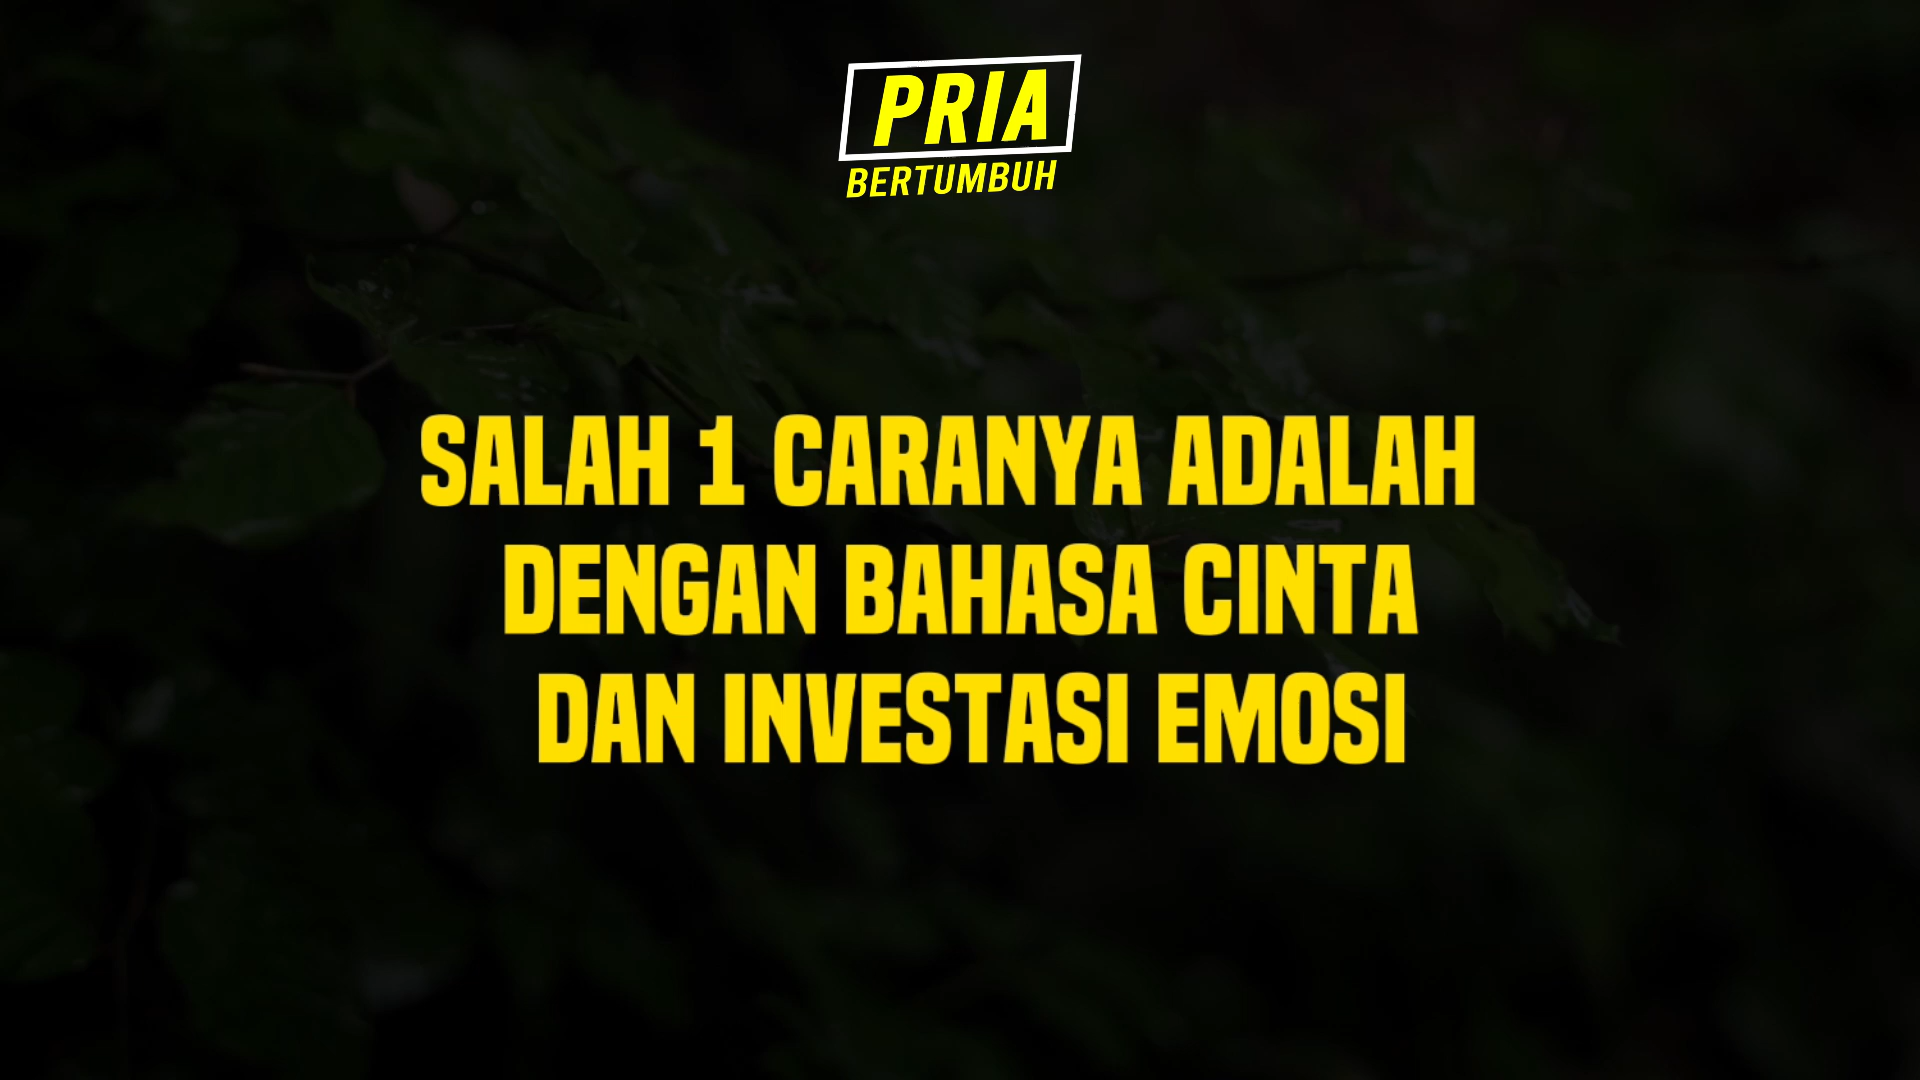 PRIA
BERTUMBUH
SALAH 1 CARANYA ADALAH
DENGAN BAHASA CINTA
DAN INVESTASI EMOSI